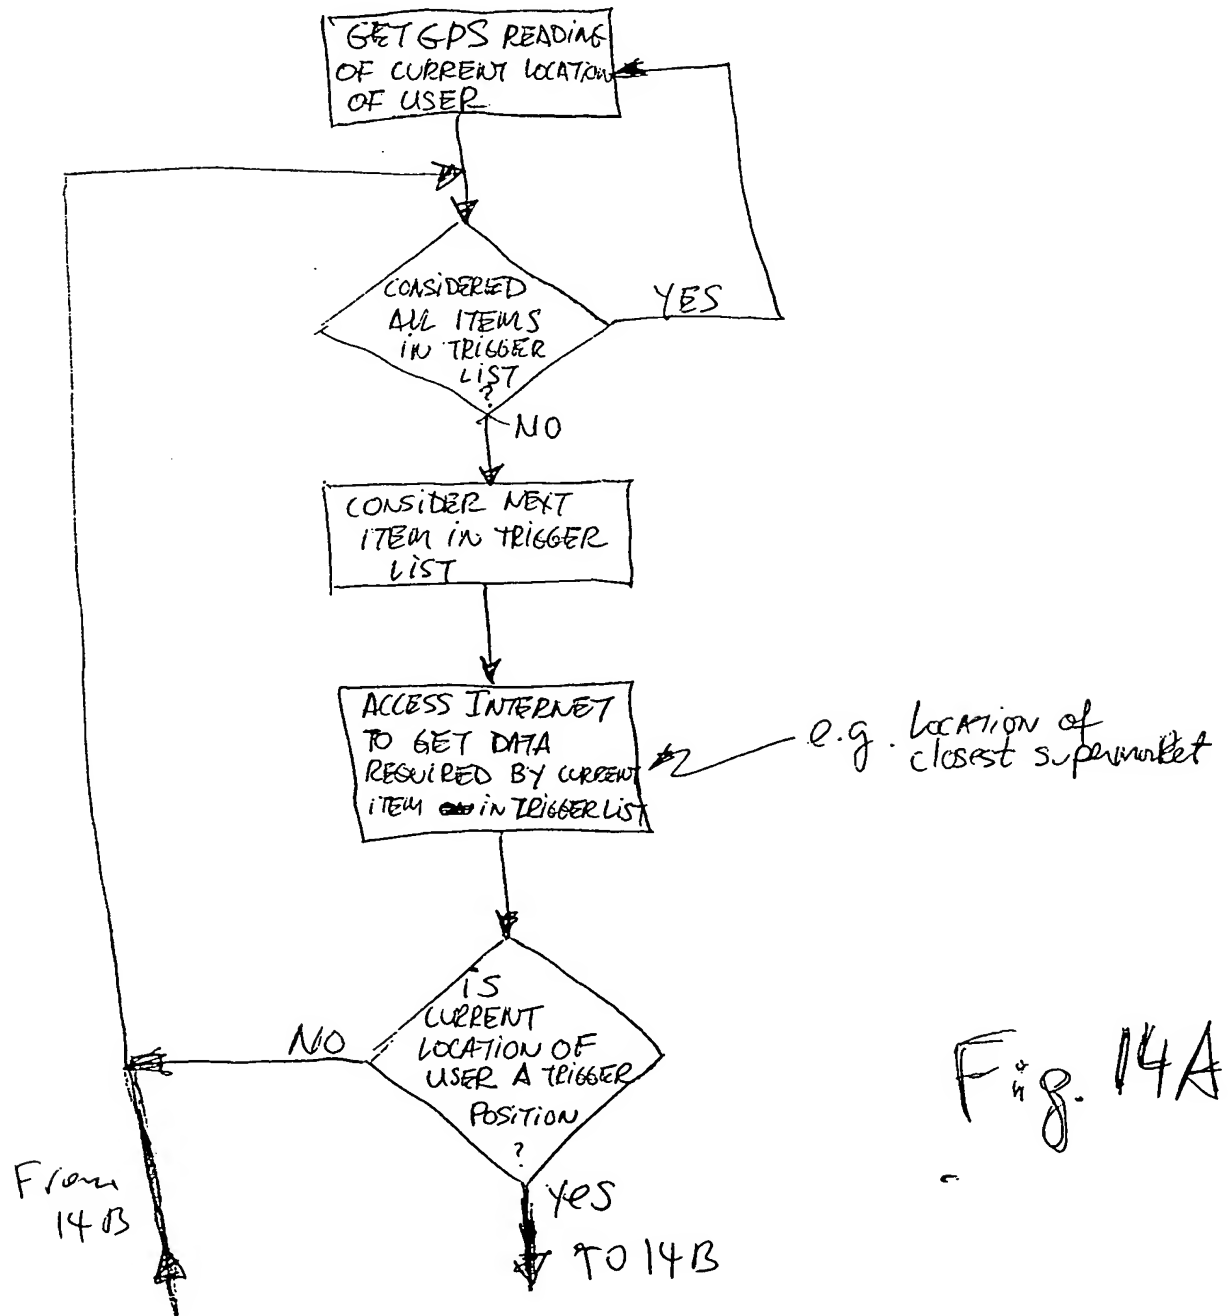 GET GPS READING
OF CURRENT LOCATION
OF USER
CONSIDERED
ALL ITEMS
IN TRIGGER
LIST
?
YES
NO
CONSIDER NEXT
ITEM IN TRIGGER
LIST
ACCESS INTERNET
TO GET DATA
REQUIRED BY CURRENT
ITEM IN TRIGGER LIST
e.g. LOCATION OF
closest supermarket
IS
CURRENT
LOCATION OF
USER A TRIGGER
POSITION
?
NO
yes
TO 14B
From
14B
Fig. 14A